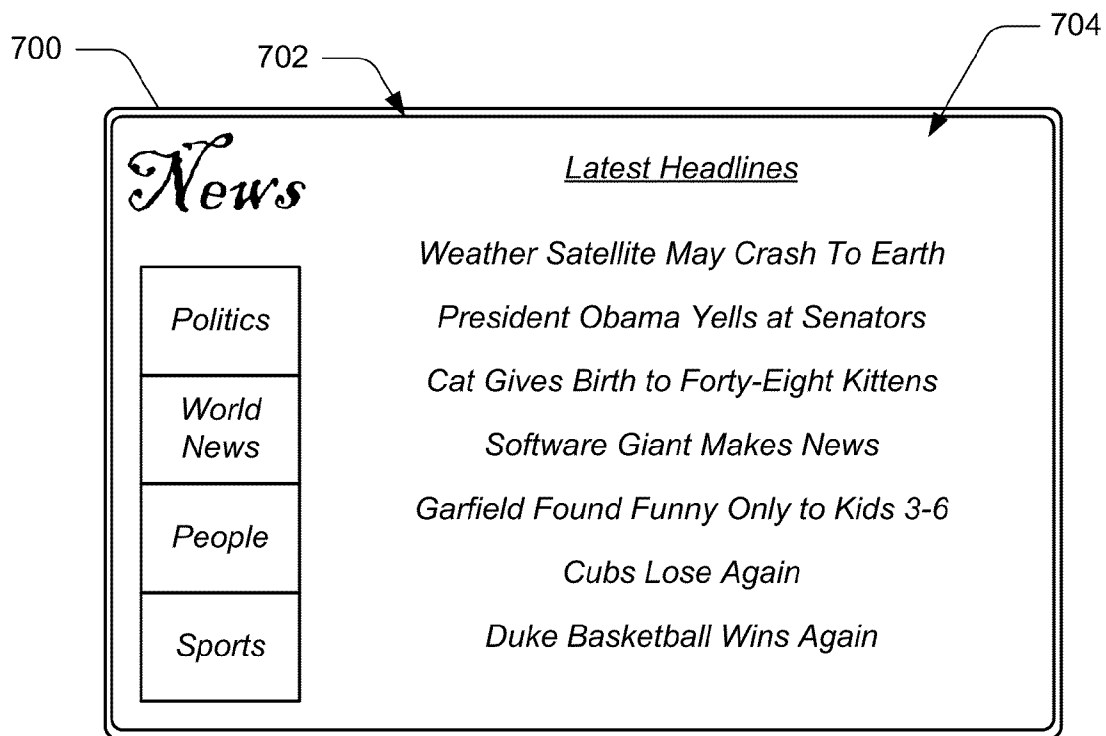 700
702
704
News
Latest Headlines
Weather Satellite May Crash To Earth
Politics
President Obama Yells at Senators
Cat Gives Birth to Forty-Eight Kittens
World
News
Software Giant Makes News
Garfield Found Funny Only to Kids 3-6
People
Cubs Lose Again
Duke Basketball Wins Again
Sports